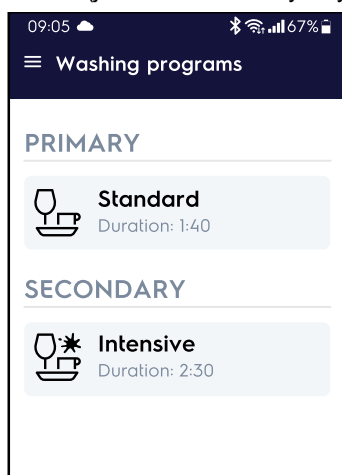 09:05 67%
Washing programs
PRIMARY
Standard
Duration: 1:40
SECONDARY
Intensive
Duration: 2:30